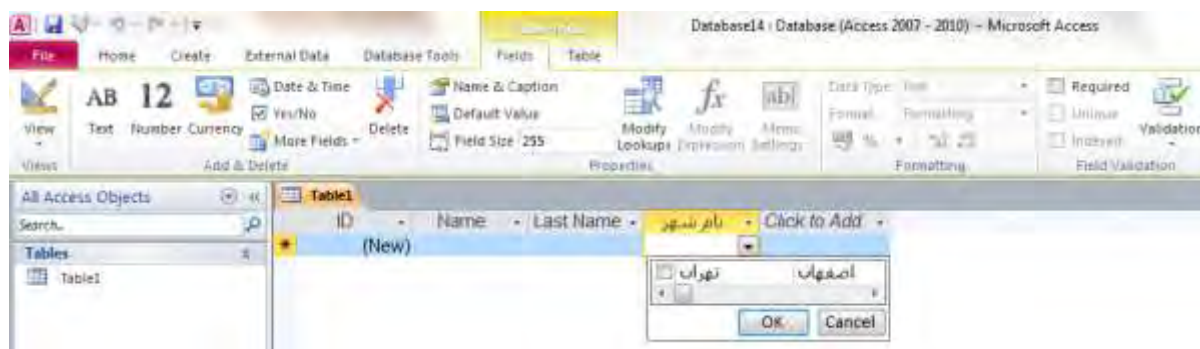 Database14 : Database (Access 2007 - 2010) - Microsoft Access
File Home Create External Data Database Tools Fields Table
View
Views
AB Text
12 Number
Currency
Date & Time
Yes/No
More Fields
Delete
Add & Delete
Name & Caption
Default Value
Field Size 255
Modify Lookups
fx Modify Expression
ab| Memo Settings
Properties
Data Type: Text
Format: Formatting
%
Formatting
Required
Unique
Indexed
Validation
Field Validation
All Access Objects
Search...
Tables
Table1
Table1
ID Name Last Name نام شهر Click to Add
(New)
تهران اصفهان
OK Cancel